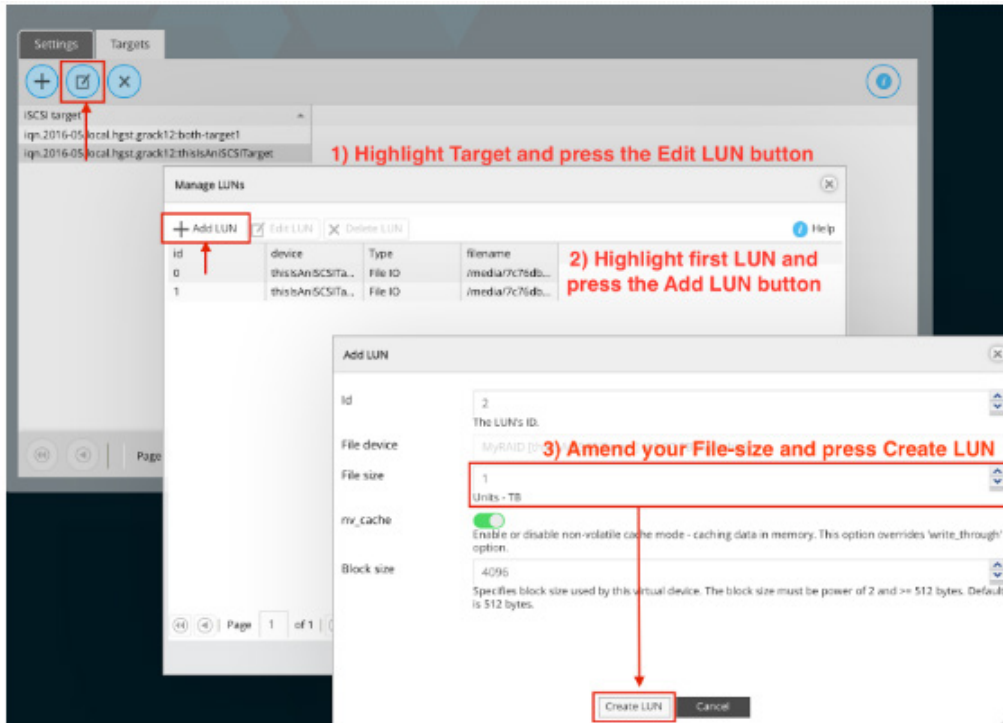 Settings
Targets
iSCSI target
iqn.2016-05.local.hgst.grack12:both-target1
iqn.2016-05.local.hgst.grack12:thisIsAniSCSITarget
1) Highlight Target and press the Edit LUN button
Manage LUNs
Add LUN
Edit LUN
Delete LUN
Help
id device Type filename
0 thisIsAniSCSITa... File IO /media/7c76db...
1 thisIsAniSCSITa... File IO /media/7c76db...
2) Highlight first LUN and
press the Add LUN button
Add LUN
Id
2
The LUN's ID.
File device
MyRAID
3) Amend your File-size and press Create LUN
File size
1
Units - TB
nv_cache
Enable or disable non-volatile cache mode - caching data in memory. This option overrides 'write_through'
option.
Block size
4096
Specifies block size used by this virtual device. The block size must be power of 2 and >= 512 bytes. Default
is 512 bytes.
Page
Page 1 of 1
Create LUN
Cancel